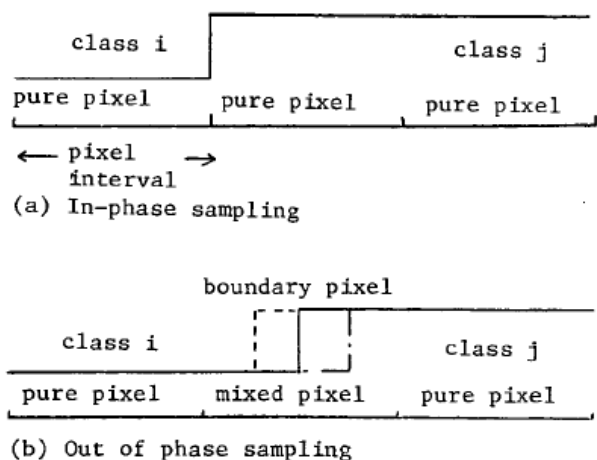 class i
class j
pure pixel pure pixel pure pixel
pixel
interval
(a) In-phase sampling
boundary pixel
class i class j
pure pixel mixed pixel pure pixel
(b) Out of phase sampling